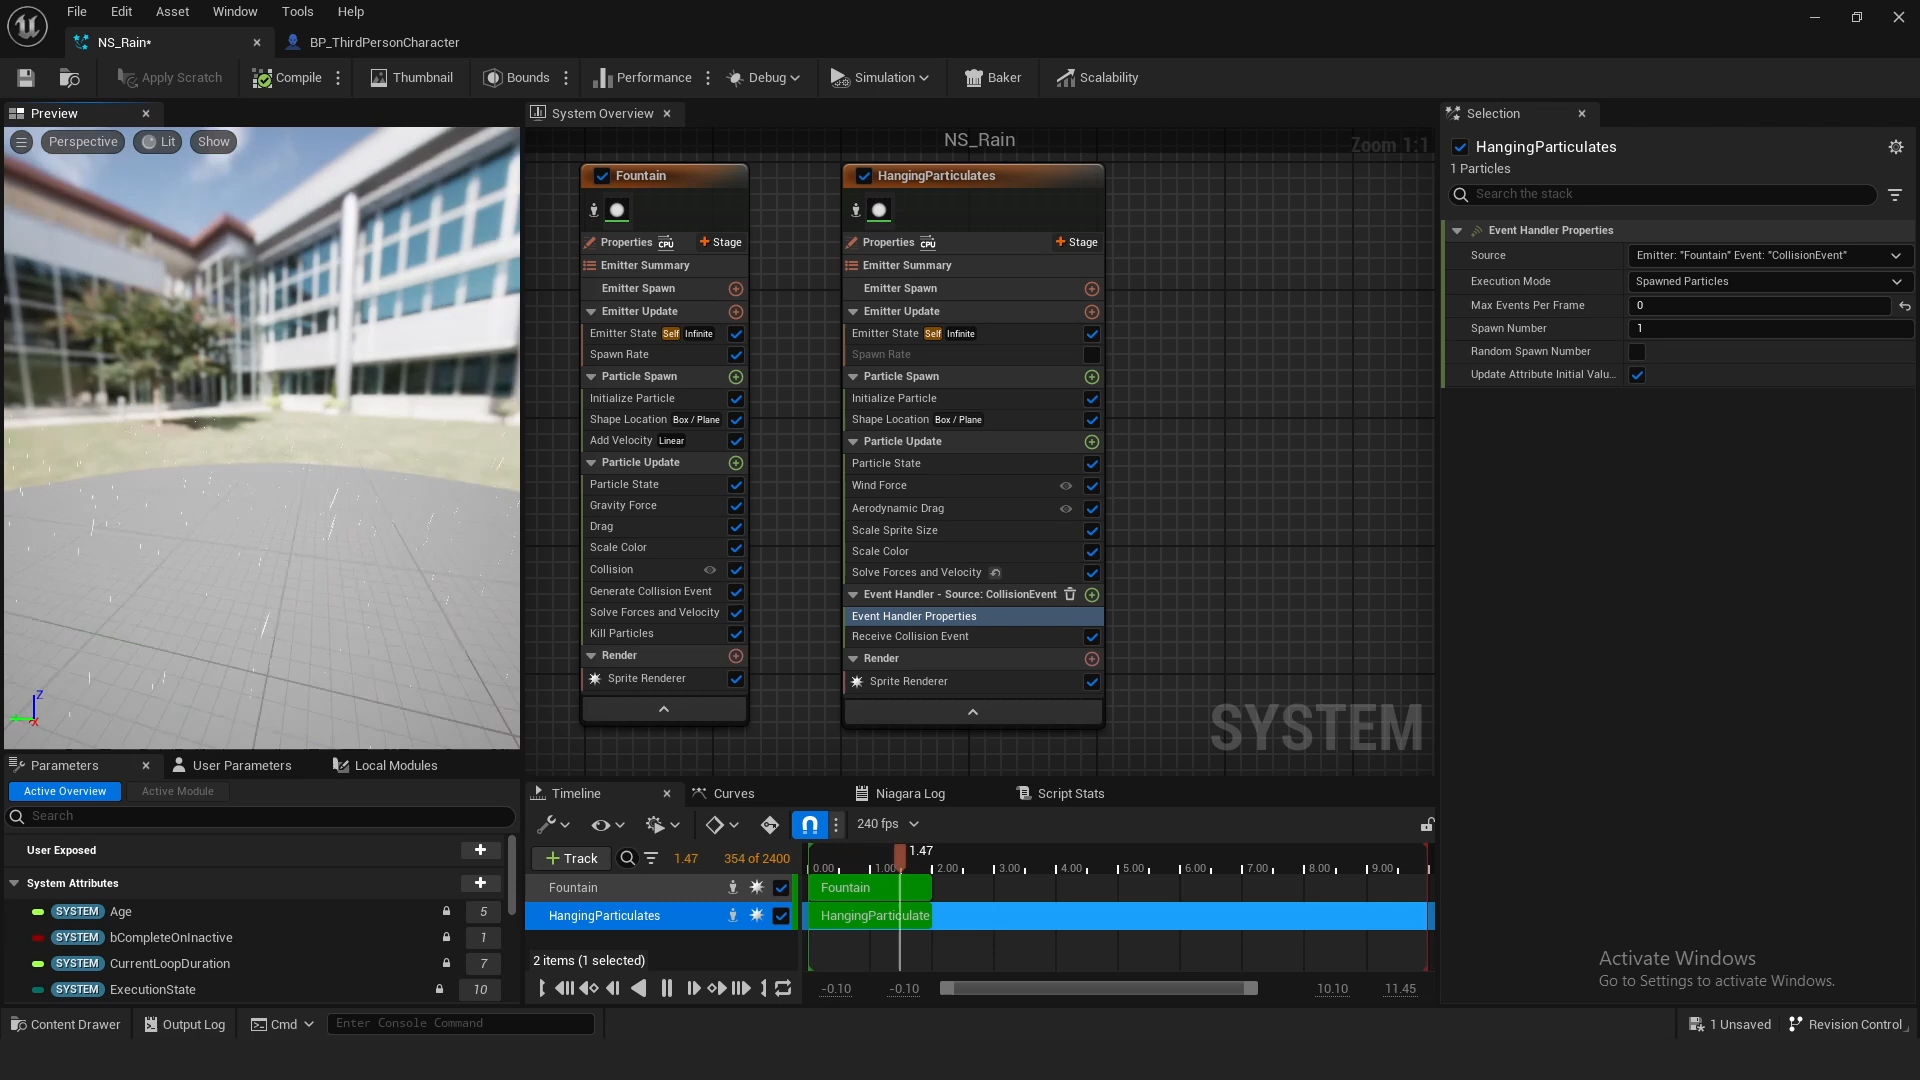 File Edit Asset Window Tools Help
NS_Rain*
BP_ThirdPersonCharacter
Apply Scratch
Compile
Thumbnail
Bounds
Performance
Debug
Simulation
Baker
Scalability
Preview
Perspective
Lit
Show
System Overview
NS_Rain
Zoom 1:1
Fountain
Properties CPU Stage
Emitter Summary
Emitter Spawn
Emitter Update
Emitter State Self Infinite
Spawn Rate
Particle Spawn
Initialize Particle
Shape Location Box / Plane
Add Velocity Linear
Particle Update
Particle State
Gravity Force
Drag
Scale Color
Collision
Generate Collision Event
Solve Forces and Velocity
Kill Particles
Render
Sprite Renderer
HangingParticulates
Properties CPU Stage
Emitter Summary
Emitter Spawn
Emitter Update
Emitter State Self Infinite
Spawn Rate
Particle Spawn
Initialize Particle
Shape Location Box / Plane
Particle Update
Particle State
Wind Force
Aerodynamic Drag
Scale Sprite Size
Scale Color
Solve Forces and Velocity
Event Handler - Source: CollisionEvent
Event Handler Properties
Receive Collision Event
Render
Sprite Renderer
SYSTEM
Selection
HangingParticulates
1 Particles
Search the stack
Event Handler Properties
Source Emitter: "Fountain" Event: "CollisionEvent"
Execution Mode Spawned Particles
Max Events Per Frame 0
Spawn Number 1
Random Spawn Number
Update Attribute Initial Valu...
Z
X
Parameters
User Parameters
Local Modules
Active Overview
Active Module
Search
User Exposed
System Attributes
SYSTEM Age 5
SYSTEM bCompleteOnInactive 1
SYSTEM CurrentLoopDuration 7
SYSTEM ExecutionState 10
Timeline
Curves
Niagara Log
Script Stats
240 fps
Track
1.47 354 of 2400
1.47
0.00 1.00 2.00 3.00 4.00 5.00 6.00 7.00 8.00 9.00
Fountain
Fountain
HangingParticulates
HangingParticulate
2 items (1 selected)
-0.10 -0.10 10.10 11.45
Activate Windows
Go to Settings to activate Windows.
Content Drawer
Output Log
Cmd
Enter Console Command
1 Unsaved
Revision Control